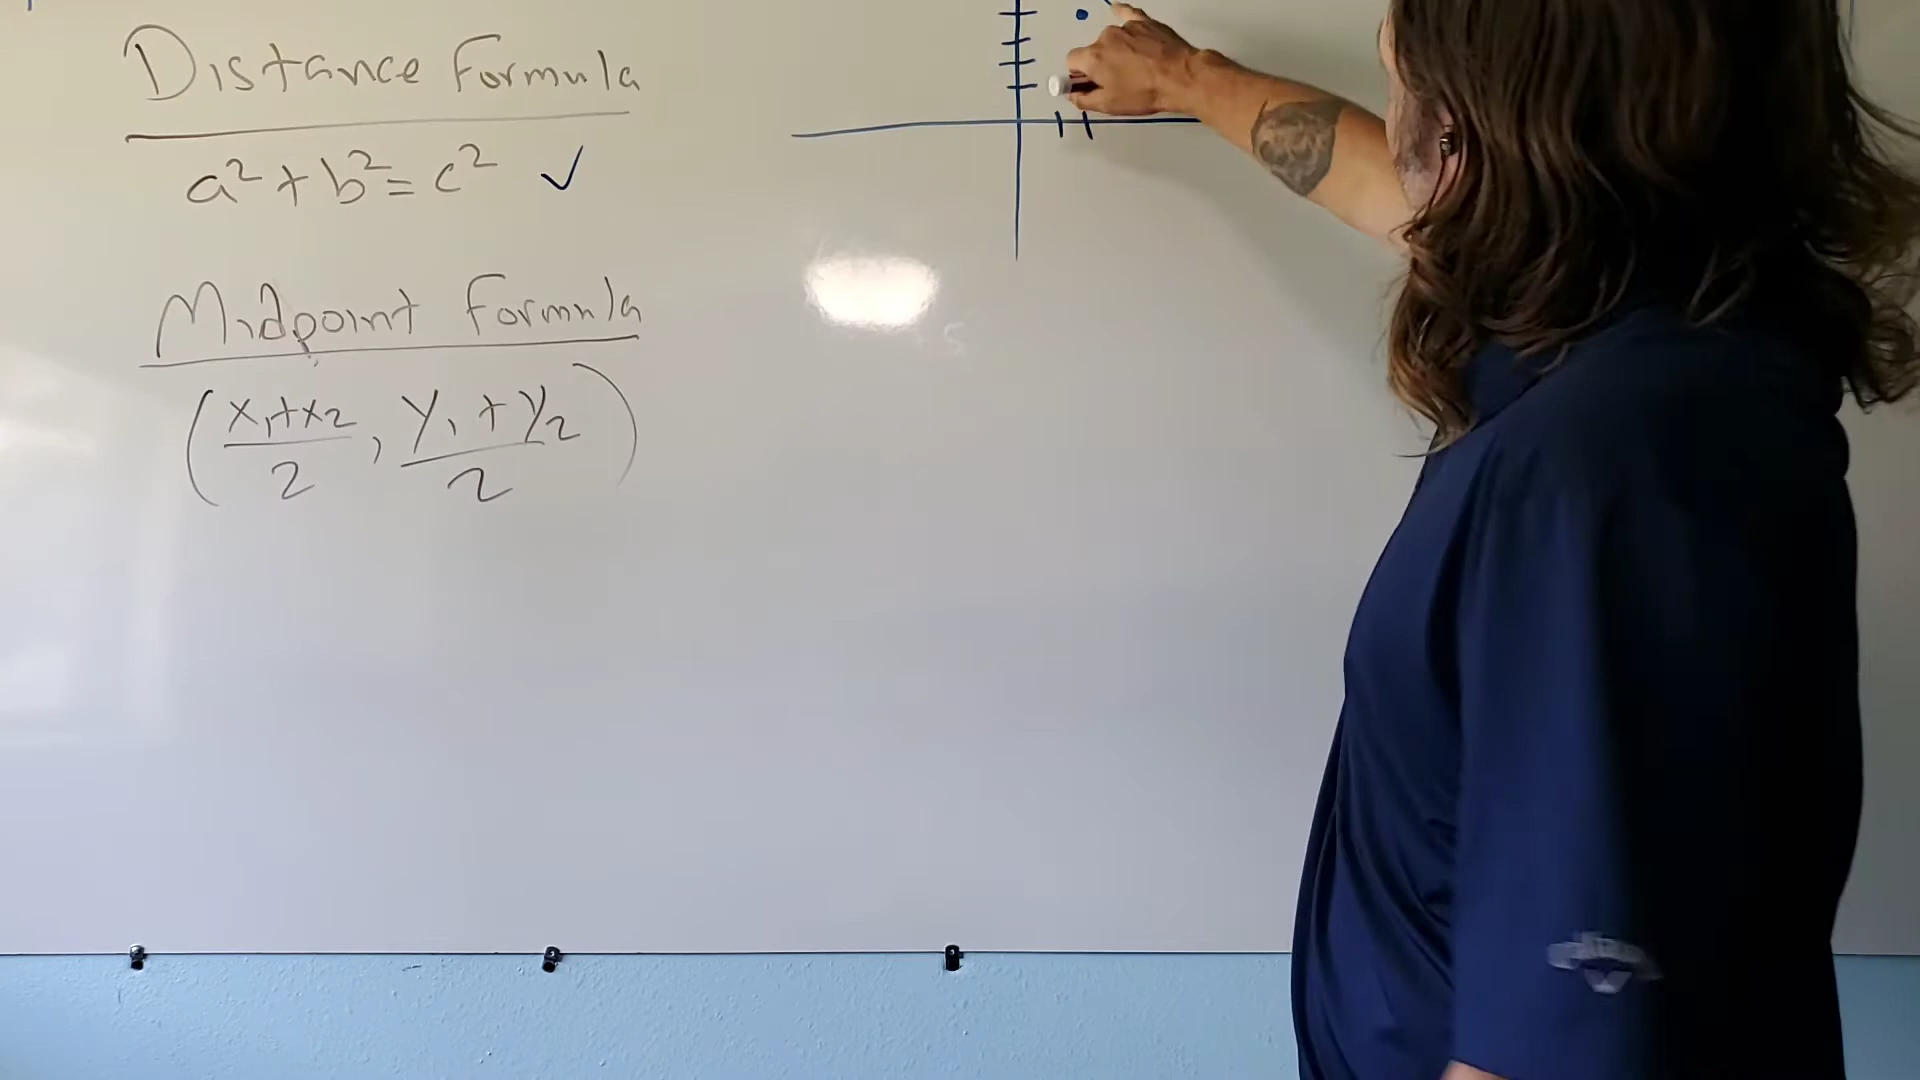 Distance Formula
a² + b² = c² ✓
Midpoint Formula
(x₁+x₂/2, y₁+y₂/2)